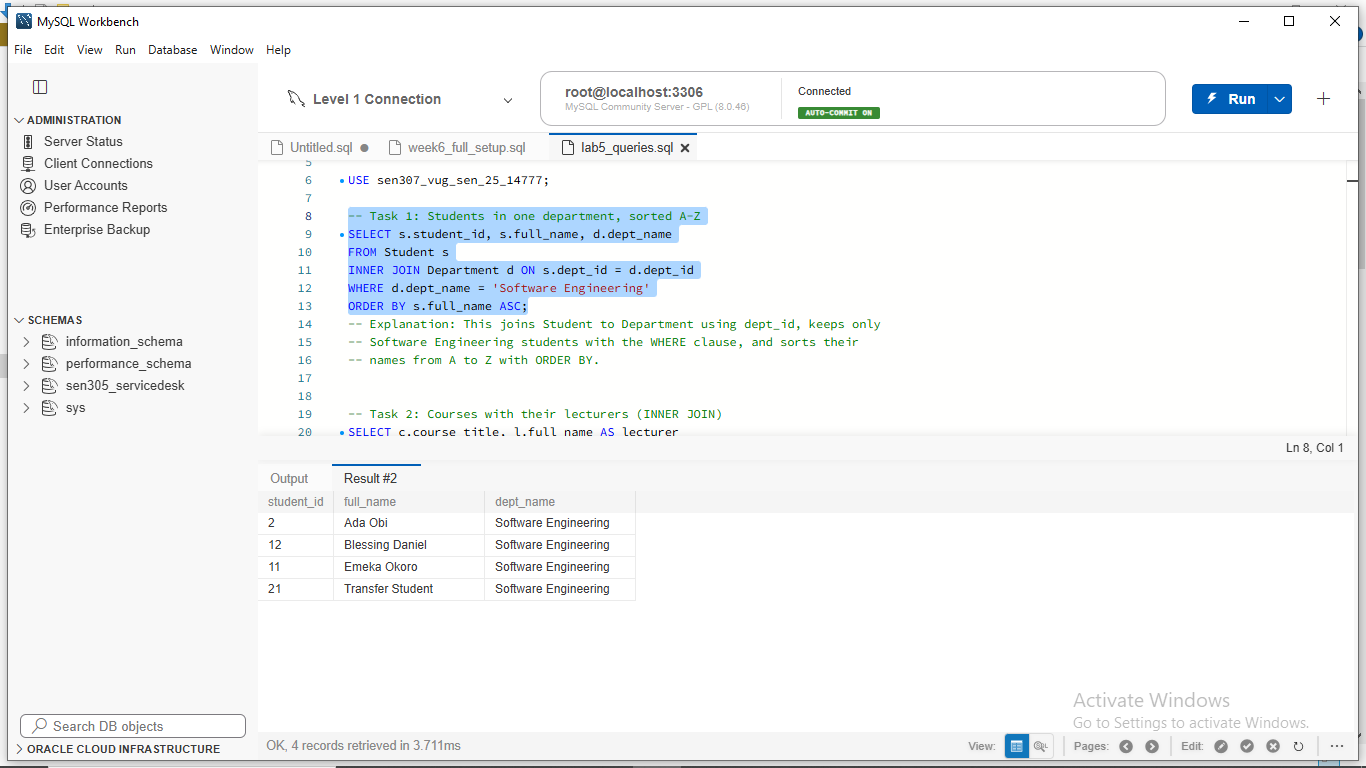 MySQL Workbench
File Edit View Run Database Window Help
Level 1 Connection
root@localhost:3306
MySQL Community Server - GPL (8.0.46)
Connected
AUTO-COMMIT ON
Run
ADMINISTRATION
Server Status
Client Connections
User Accounts
Performance Reports
Enterprise Backup
SCHEMAS
information_schema
performance_schema
sen305_servicedesk
sys
Search DB objects
ORACLE CLOUD INFRASTRUCTURE
Untitled.sql week6_full_setup.sql lab5_queries.sql
5
6 USE sen307_vug_sen_25_14777;
7
8 -- Task 1: Students in one department, sorted A-Z
9 SELECT s.student_id, s.full_name, d.dept_name
10 FROM Student s
11 INNER JOIN Department d ON s.dept_id = d.dept_id
12 WHERE d.dept_name = 'Software Engineering'
13 ORDER BY s.full_name ASC;
14 -- Explanation: This joins Student to Department using dept_id, keeps only
15 -- Software Engineering students with the WHERE clause, and sorts their
16 -- names from A to Z with ORDER BY.
17
18
19 -- Task 2: Courses with their lecturers (INNER JOIN)
20 SELECT c.course_title, l.full_name AS lecturer
Ln 8, Col 1
Output Result #2
student_id full_name dept_name
2 Ada Obi Software Engineering
12 Blessing Daniel Software Engineering
11 Emeka Okoro Software Engineering
21 Transfer Student Software Engineering
Activate Windows
Go to Settings to activate Windows.
OK, 4 records retrieved in 3.711ms
View: Pages: Edit: